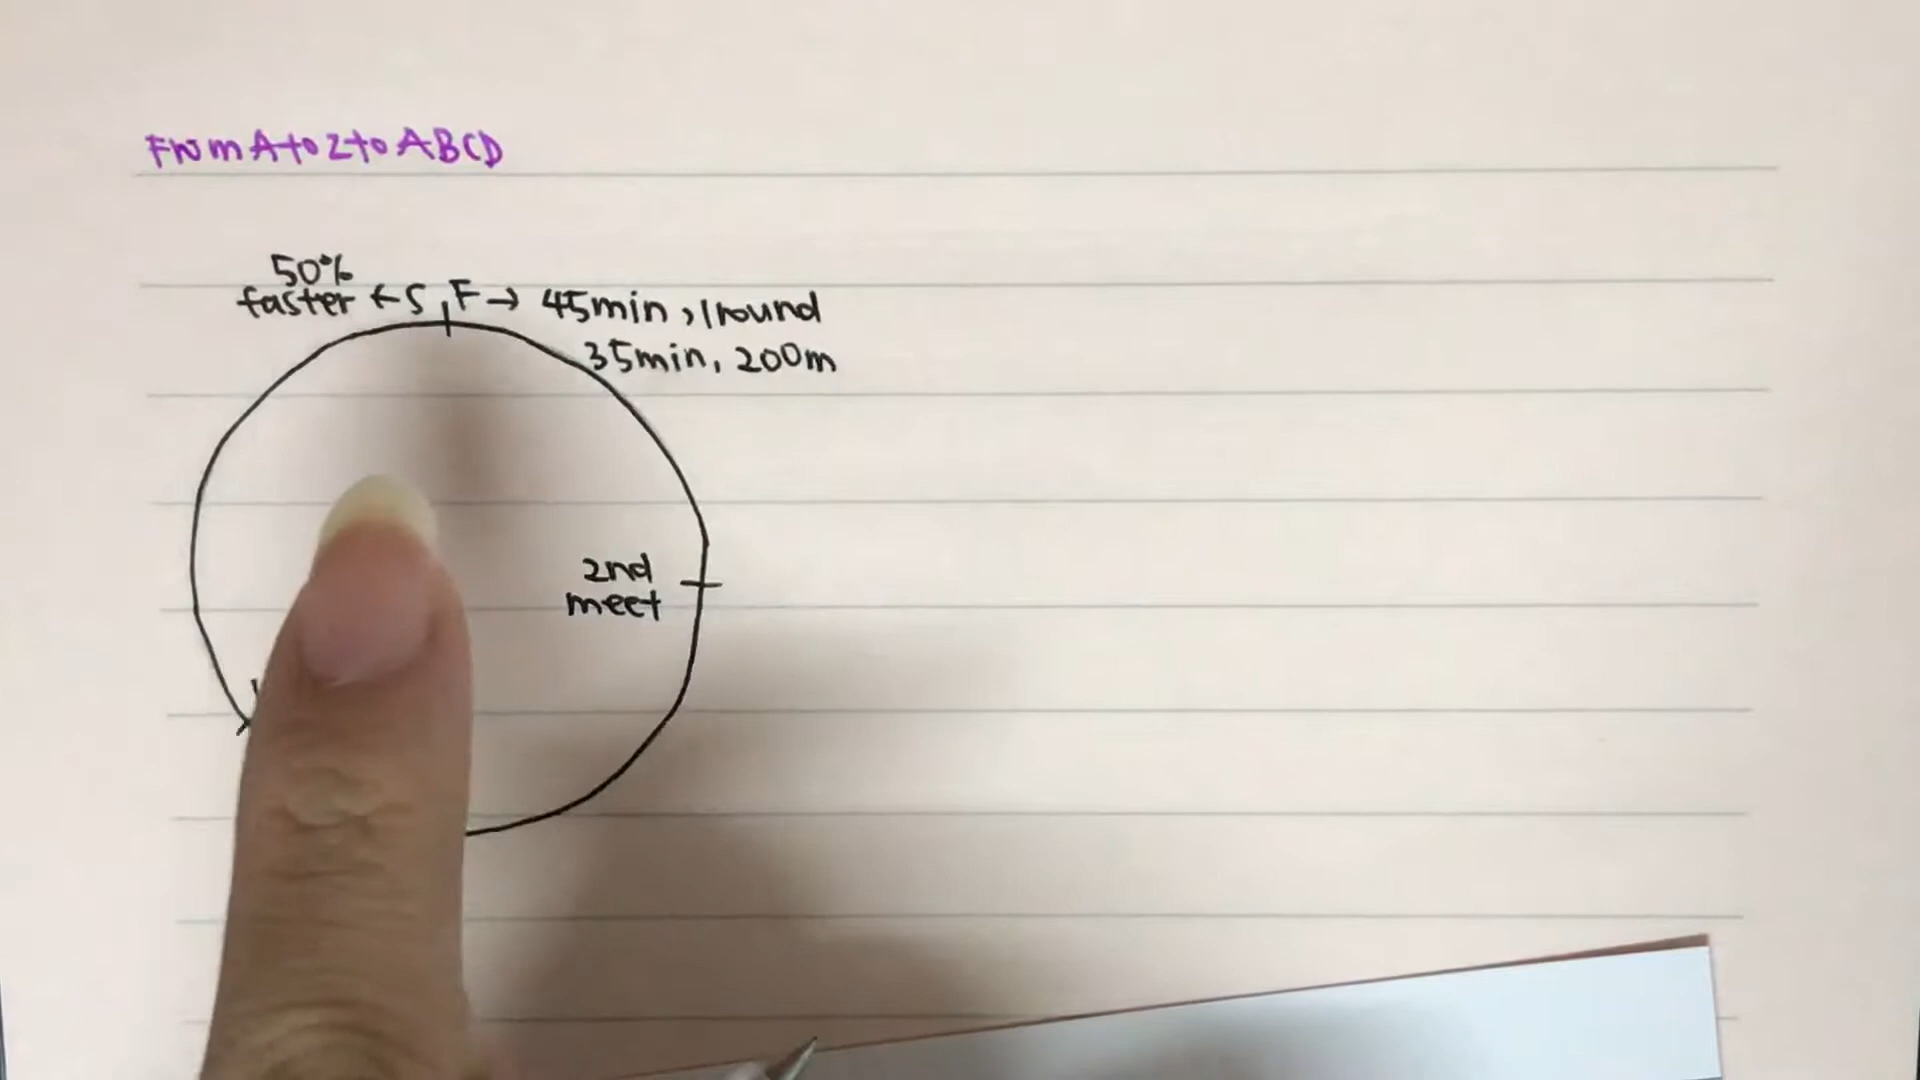 From A to Z to ABCD
50%
faster ← S F → 45min, 1round
35min, 200m
2nd
meet